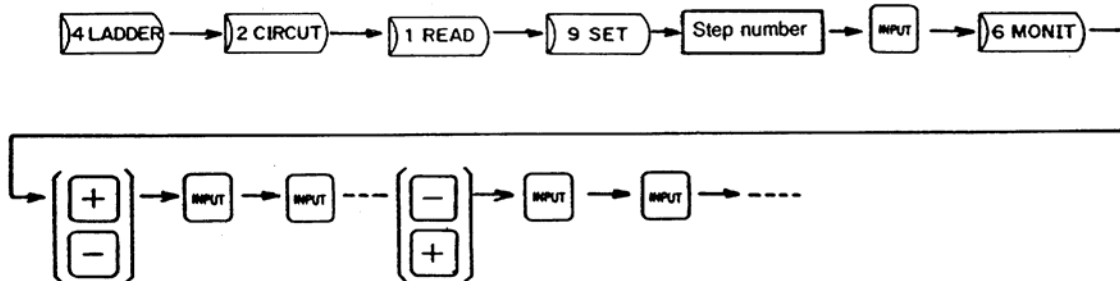 4 LADDER 2 CIRCUT 1 READ 9 SET Step number INPUT 6 MONIT
+ INPUT INPUT - INPUT INPUT
- +